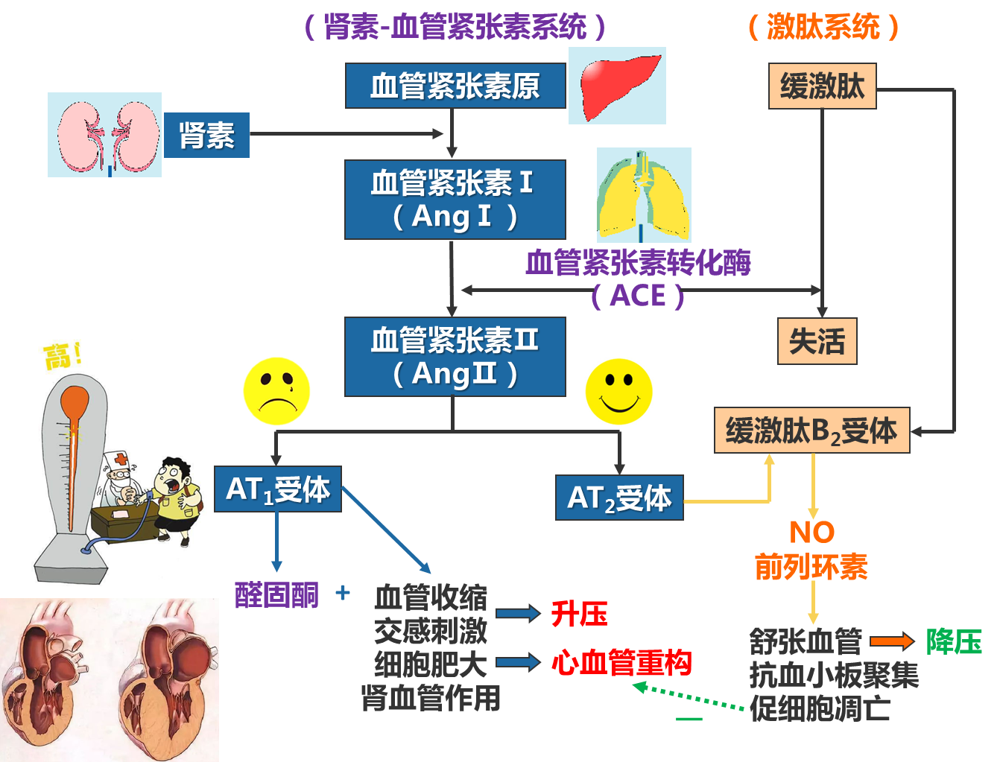 （肾素-血管紧张素系统）
（激肽系统）
血管紧张素原
缓激肽
肾素
血管紧张素Ⅰ
（AngⅠ）
血管紧张素转化酶
（ACE）
血管紧张素Ⅱ
（AngⅡ）
失活
高!
缓激肽B₂受体
AT₁受体
AT₂受体
NO
前列环素
醛固酮
+
血管收缩
交感刺激
细胞肥大
肾血管作用
升压
心血管重构
舒张血管
抗血小板聚集
促细胞凋亡
降压
—